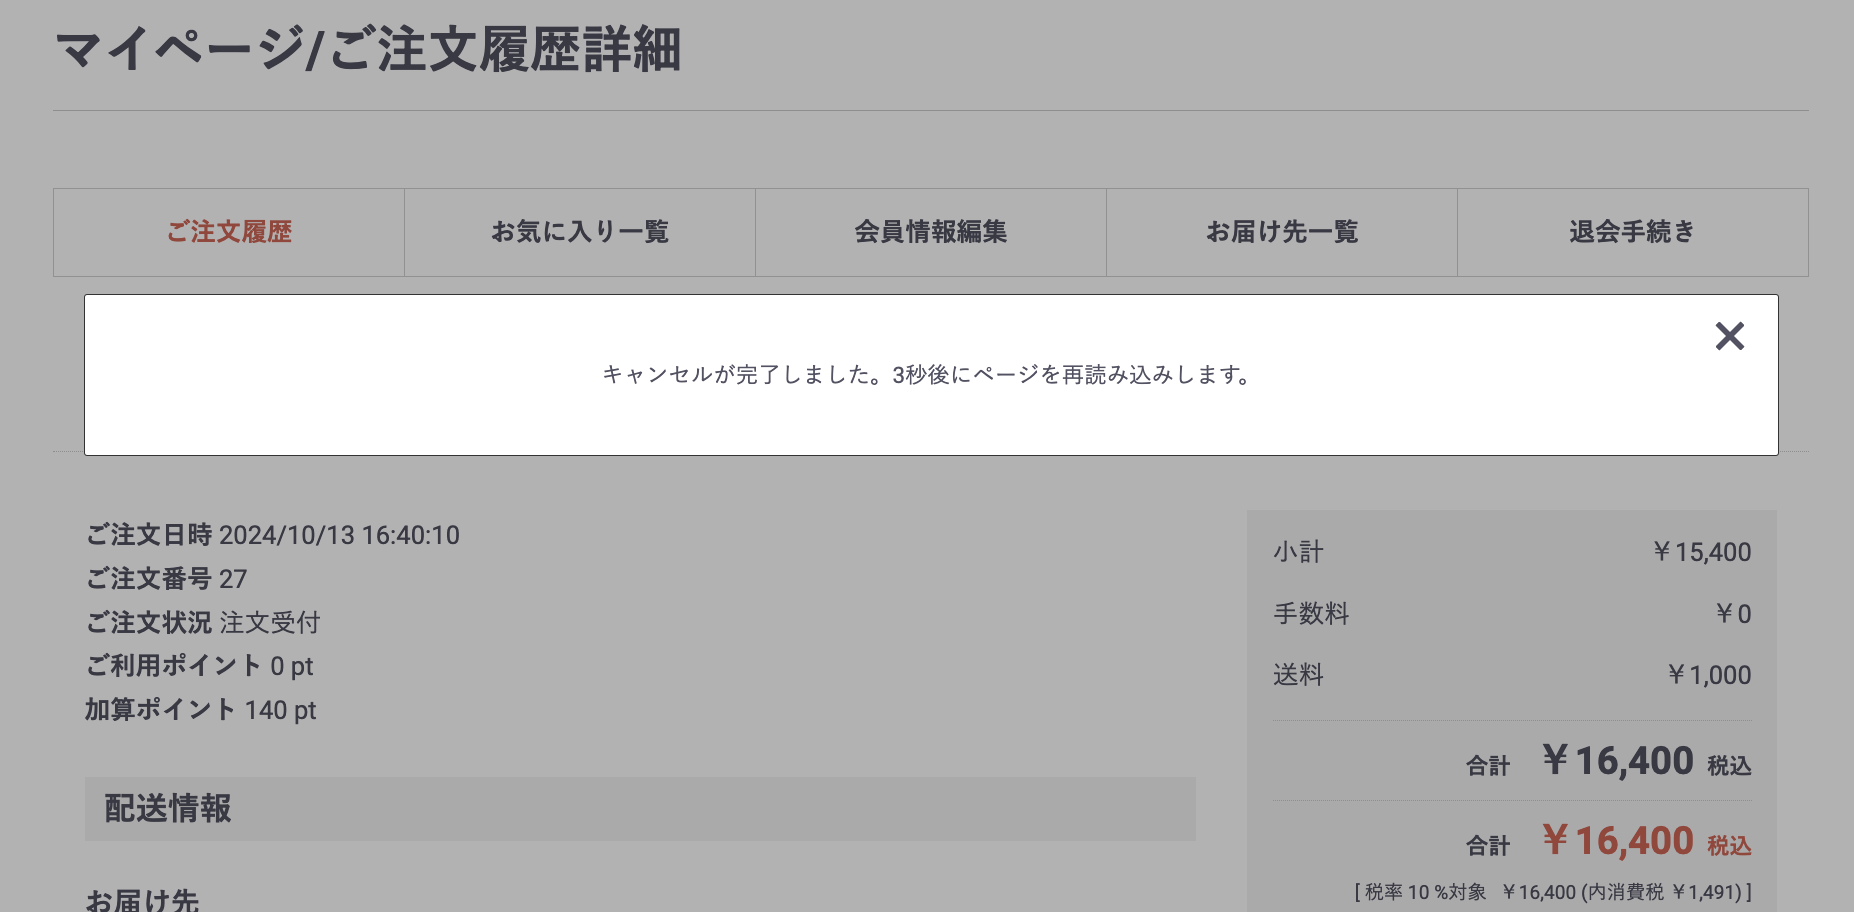 マイページ/ご注文履歴詳細
ご注文履歴 お気に入り一覧 会員情報編集 お届け先一覧 退会手続き
キャンセルが完了しました。3秒後にページを再読み込みします。
ご注文日時 2024/10/13 16:40:10
ご注文番号 27
ご注文状況 注文受付
ご利用ポイント 0 pt
加算ポイント 140 pt
配送情報
お届け先
小計 ￥15,400
手数料 ￥0
送料 ￥1,000
合計 ￥16,400 税込
合計 ￥16,400 税込
[ 税率 10 %対象 ￥16,400 (内消費税 ￥1,491) ]